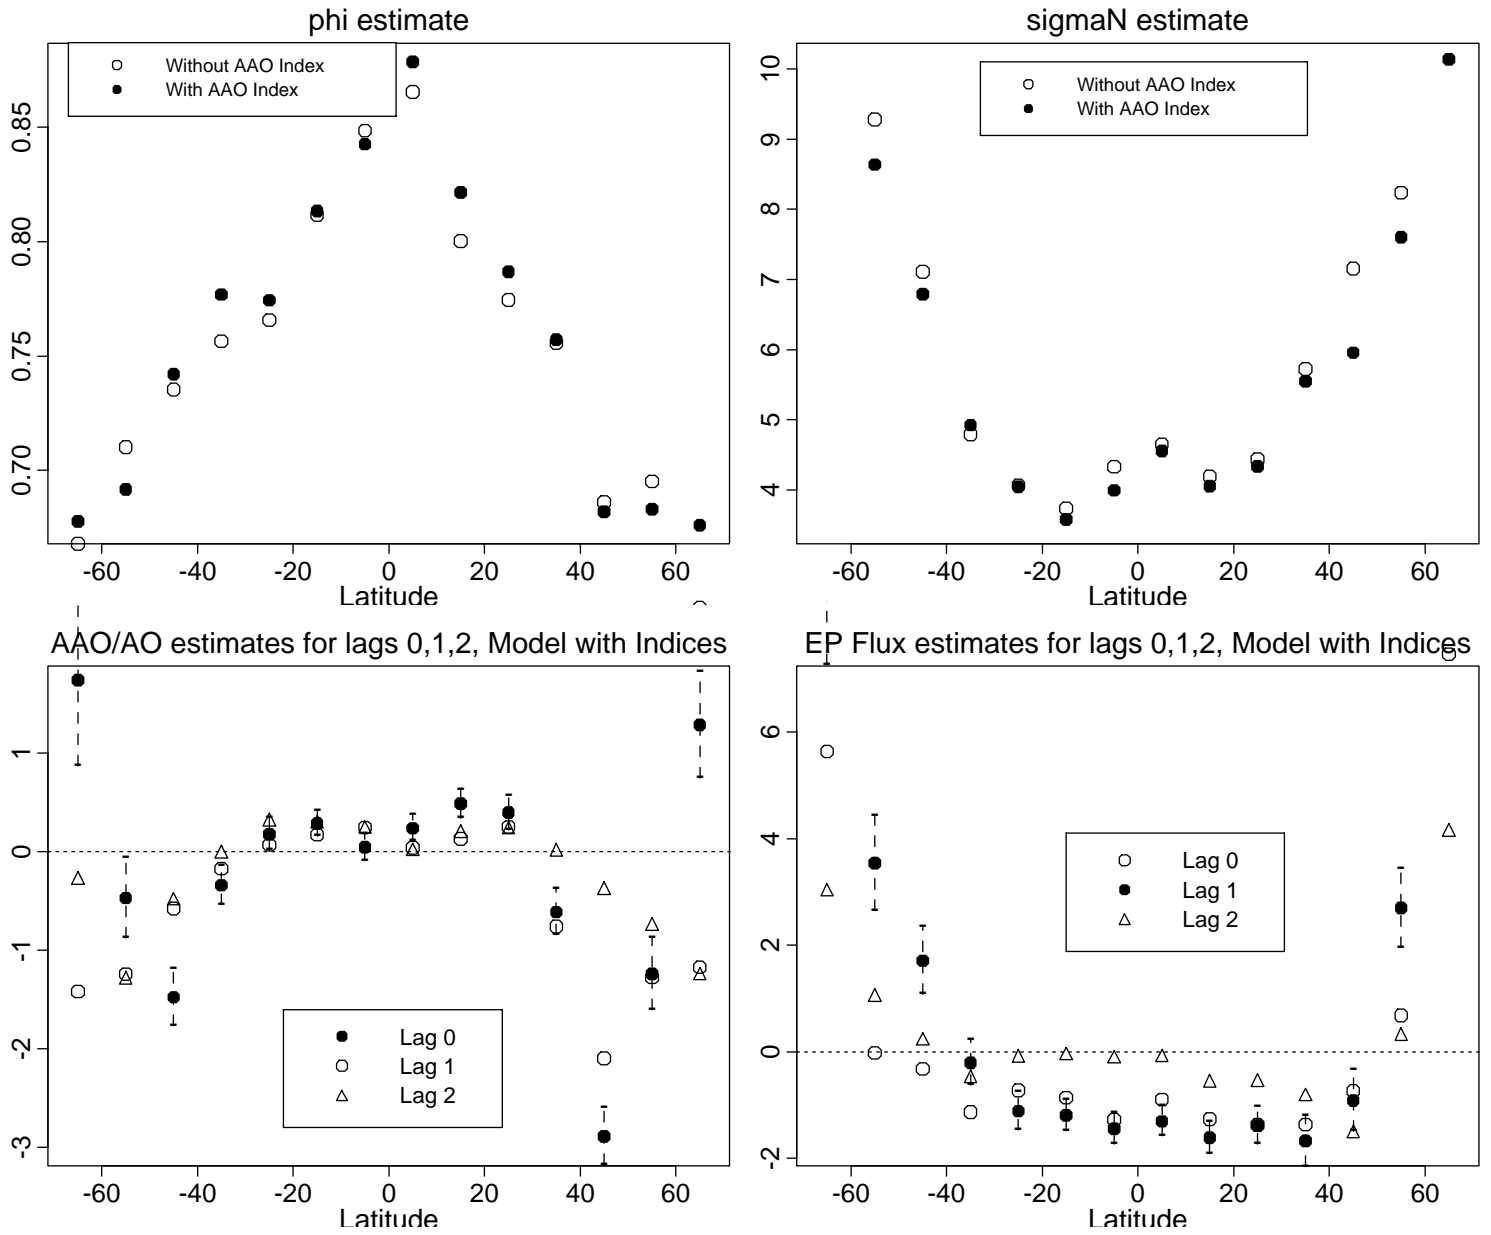 phi estimate
Without AAO Index
With AAO Index
0.85
0.80
0.75
0.70
-60 -40 -20 0 20 40 60
Latitude
sigmaN estimate
Without AAO Index
With AAO Index
10
9
8
7
6
5
4
-60 -40 -20 0 20 40 60
Latitude
AAO/AO estimates for lags 0,1,2, Model with Indices
1
0
-1
-2
-3
Lag 0
Lag 1
Lag 2
-60 -40 -20 0 20 40 60
Latitude
EP Flux estimates for lags 0,1,2, Model with Indices
6
4
2
0
-2
Lag 0
Lag 1
Lag 2
-60 -40 -20 0 20 40 60
Latitude